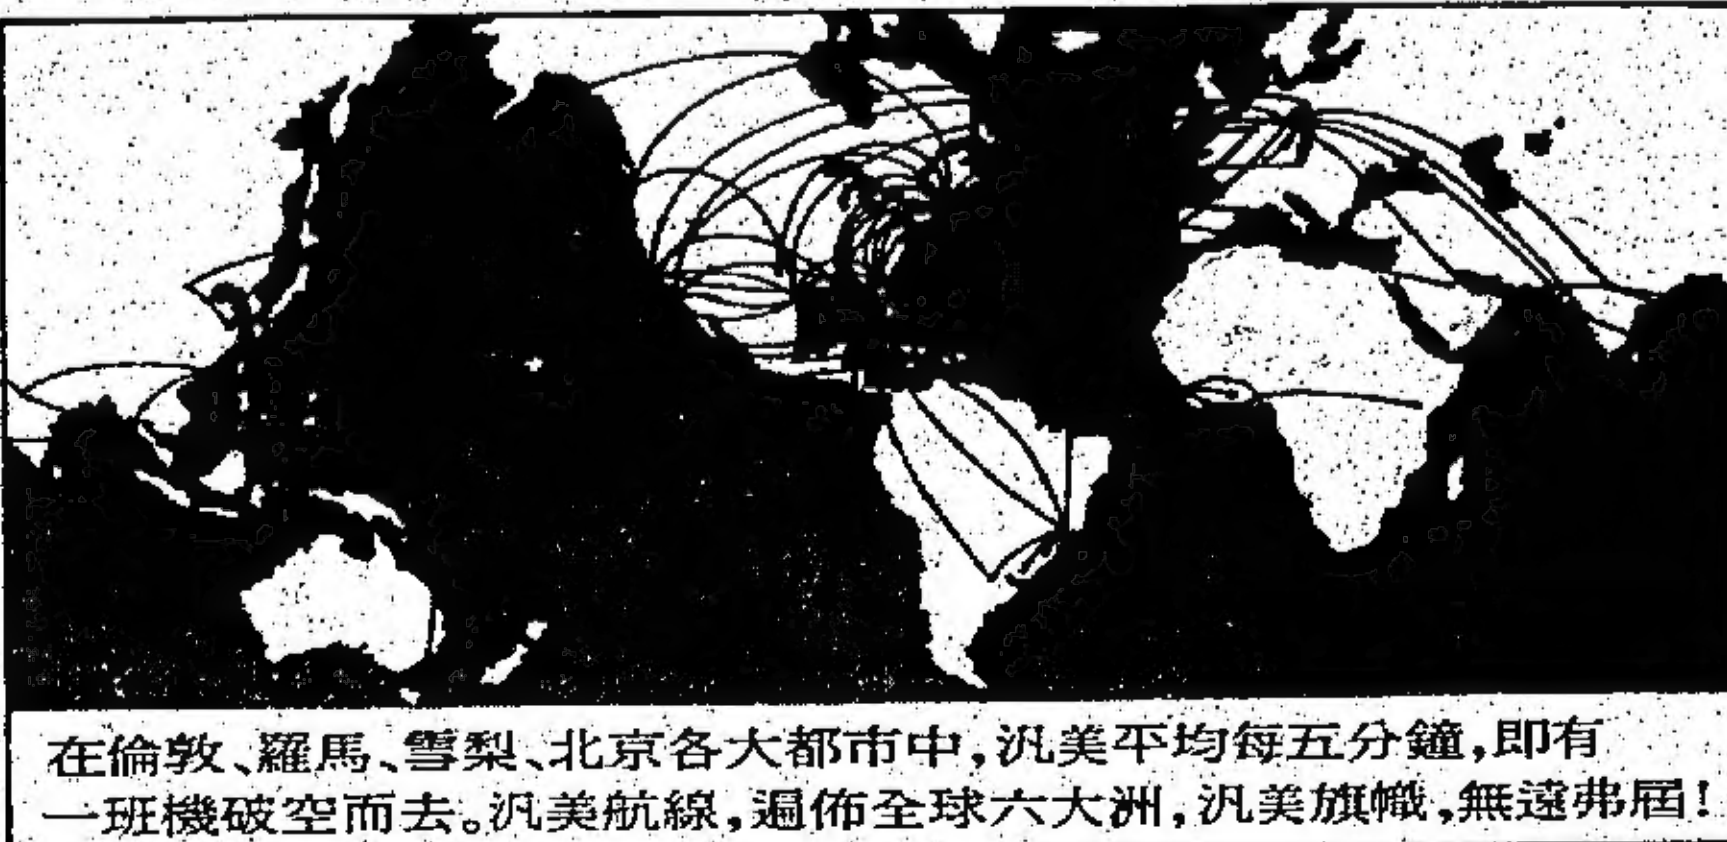 在倫敦、羅馬、雪梨、北京各大都市中,汎美平均每五分鐘,即有
一班機破空而去。汎美航線,遍佈全球六大洲,汎美旗幟,無遠弗屆!